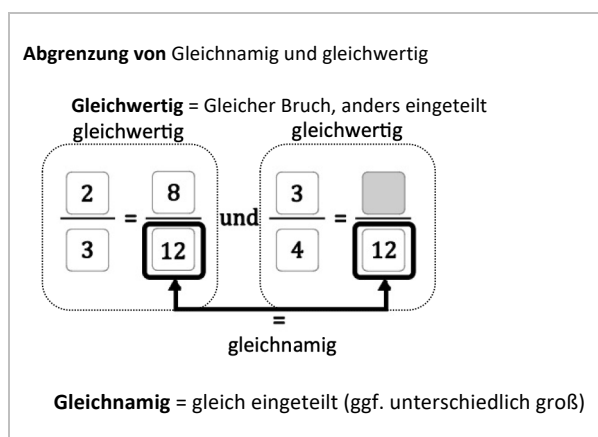 Abgrenzung von Gleichnamig und gleichwertig
Gleichwertig = Gleicher Bruch, anders eingeteilt
gleichwertig gleichwertig
2 8 3
= und =
3 12 4 12
=
gleichnamig
Gleichnamig = gleich eingeteilt (ggf. unterschiedlich groß)